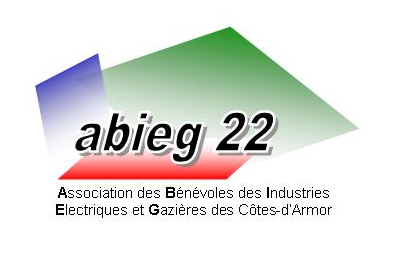 abieg 22
Association des Bénévoles des Industries
Electriques et Gazières des Côtes-d'Armor